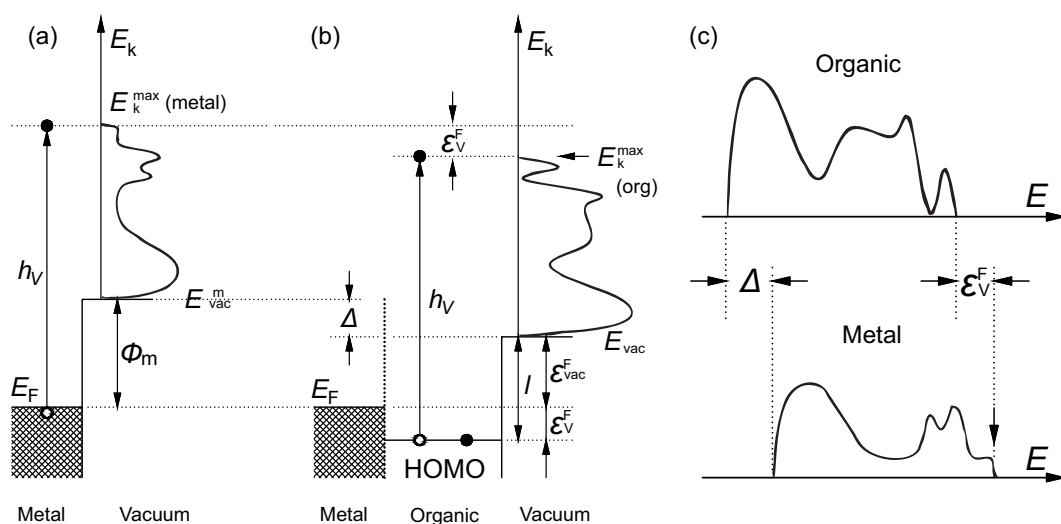 (a)
E_k
E_k^max (metal)
hν
E_vac^m
Φ_m
E_F
Metal
Vacuum
(b)
E_k
ε_V^F
E_k^max
(org)
hν
Δ
E_vac
E_F
l
ε_vac^F
ε_V^F
HOMO
Metal
Organic
Vacuum
(c)
Organic
E
Δ
ε_V^F
Metal
E